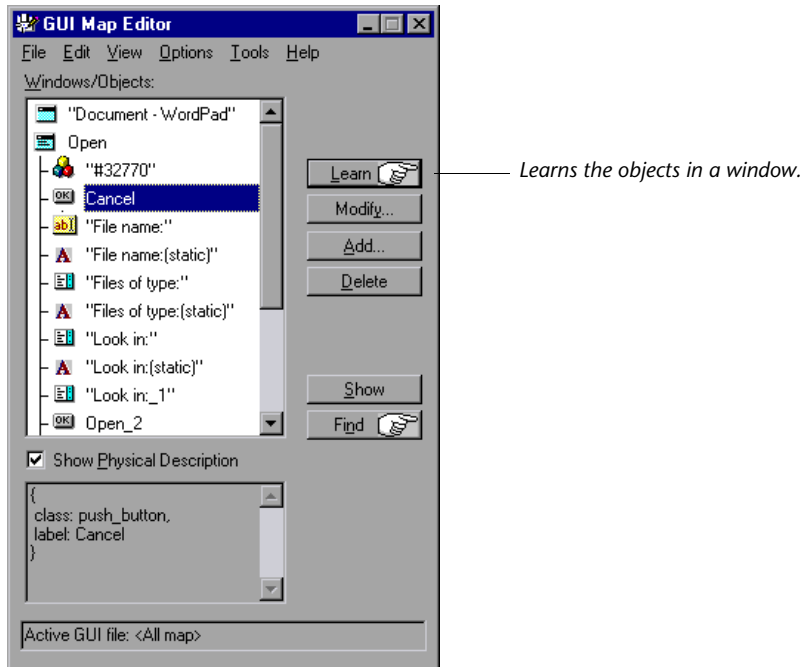 GUI Map Editor
File Edit View Options Tools Help
Windows/Objects:
"Document - WordPad"
Open
"#32770"
OK Cancel
ab "File name:"
A "File name:(static)"
"Files of type:"
A "Files of type:(static)"
"Look in:"
A "Look in:(static)"
"Look in:_1"
OK Open_2
Learn
Modify...
Add...
Delete
Show
Find
Learns the objects in a window.
Show Physical Description
{
class: push_button,
label: Cancel
}
Active GUI file: <All map>